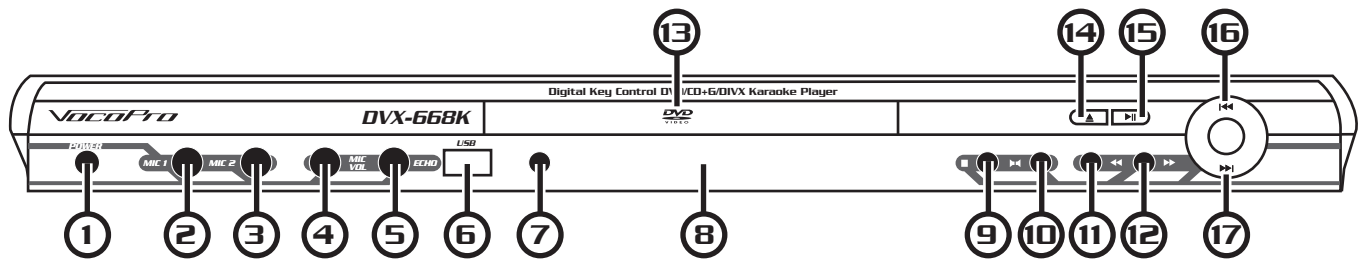 13 14 15 16
Digital Key Control DVD/CD+G/DIVX Karaoke Player
VocoPro DVX-668K DVD
VIDEO
USB
POWER MIC 1 MIC 2 MIC VOL ECHO
1 2 3 4 5 6 7 8 9 10 11 12 17